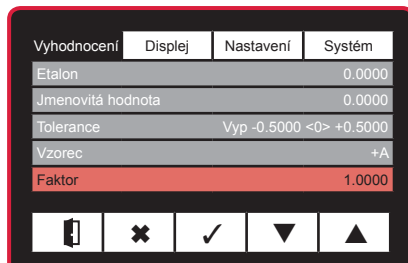 Vyhodnocení Displej Nastavení Systém
Etalon 0.0000
Jmenovitá hodnota 0.0000
Tolerance Vyp -0.5000 <0> +0.5000
Vzorec +A
Faktor 1.0000